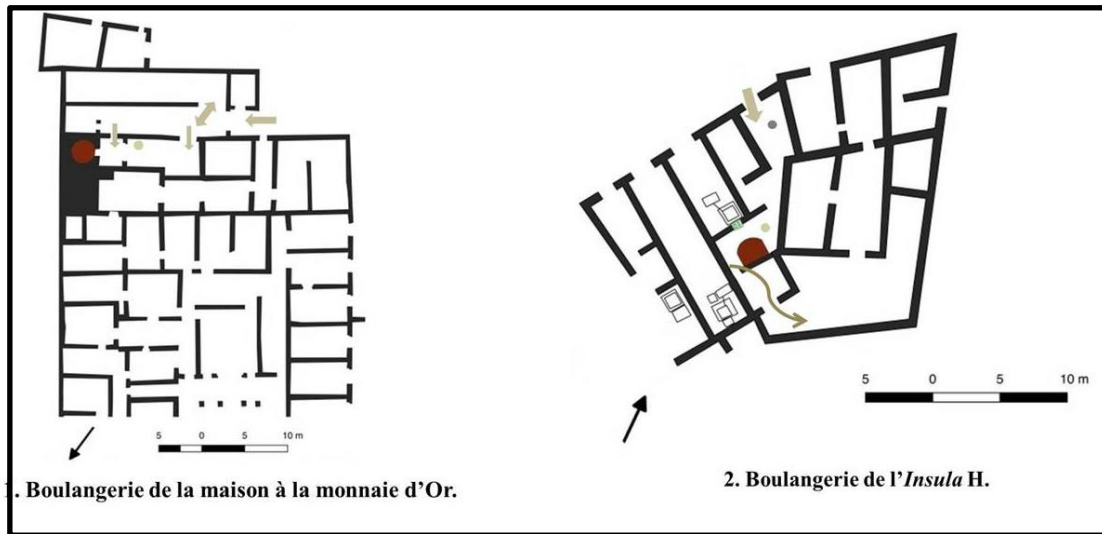 5 0 5 10 m
1. Boulangerie de la maison à la monnaie d’Or.
5 0 5 10 m
2. Boulangerie de l’Insula H.